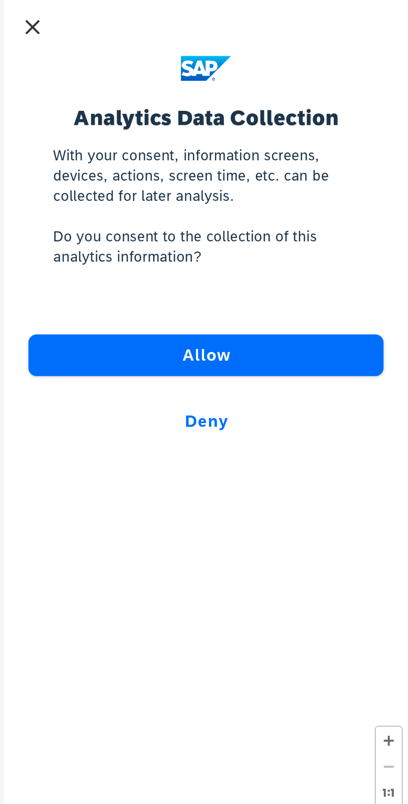 SAP
Analytics Data Collection
With your consent, information screens,
devices, actions, screen time, etc. can be
collected for later analysis.
Do you consent to the collection of this
analytics information?
Allow
Deny
1:1